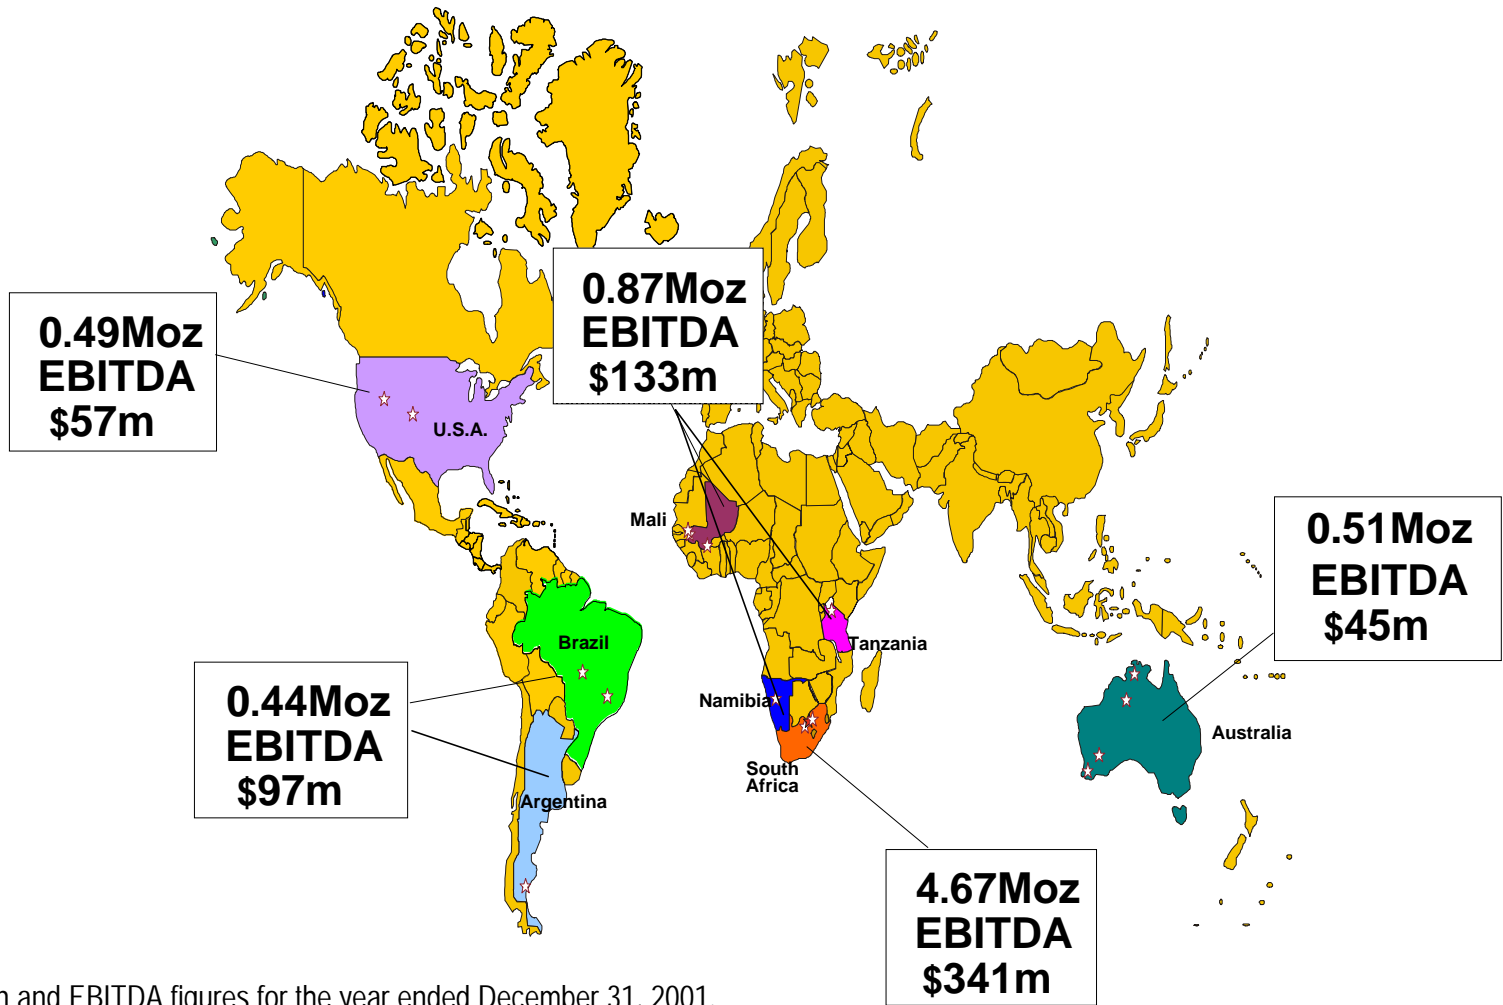 0.87Moz
EBITDA
$133m
0.49Moz
EBITDA
$57m
U.S.A.
Mali
0.51Moz
EBITDA
$45m
Brazil
Tanzania
0.44Moz
EBITDA
$97m
Namibia
Australia
South
Africa
Argentina
4.67Moz
EBITDA
$341m
and EBITDA figures for the year ended December 31, 2001.